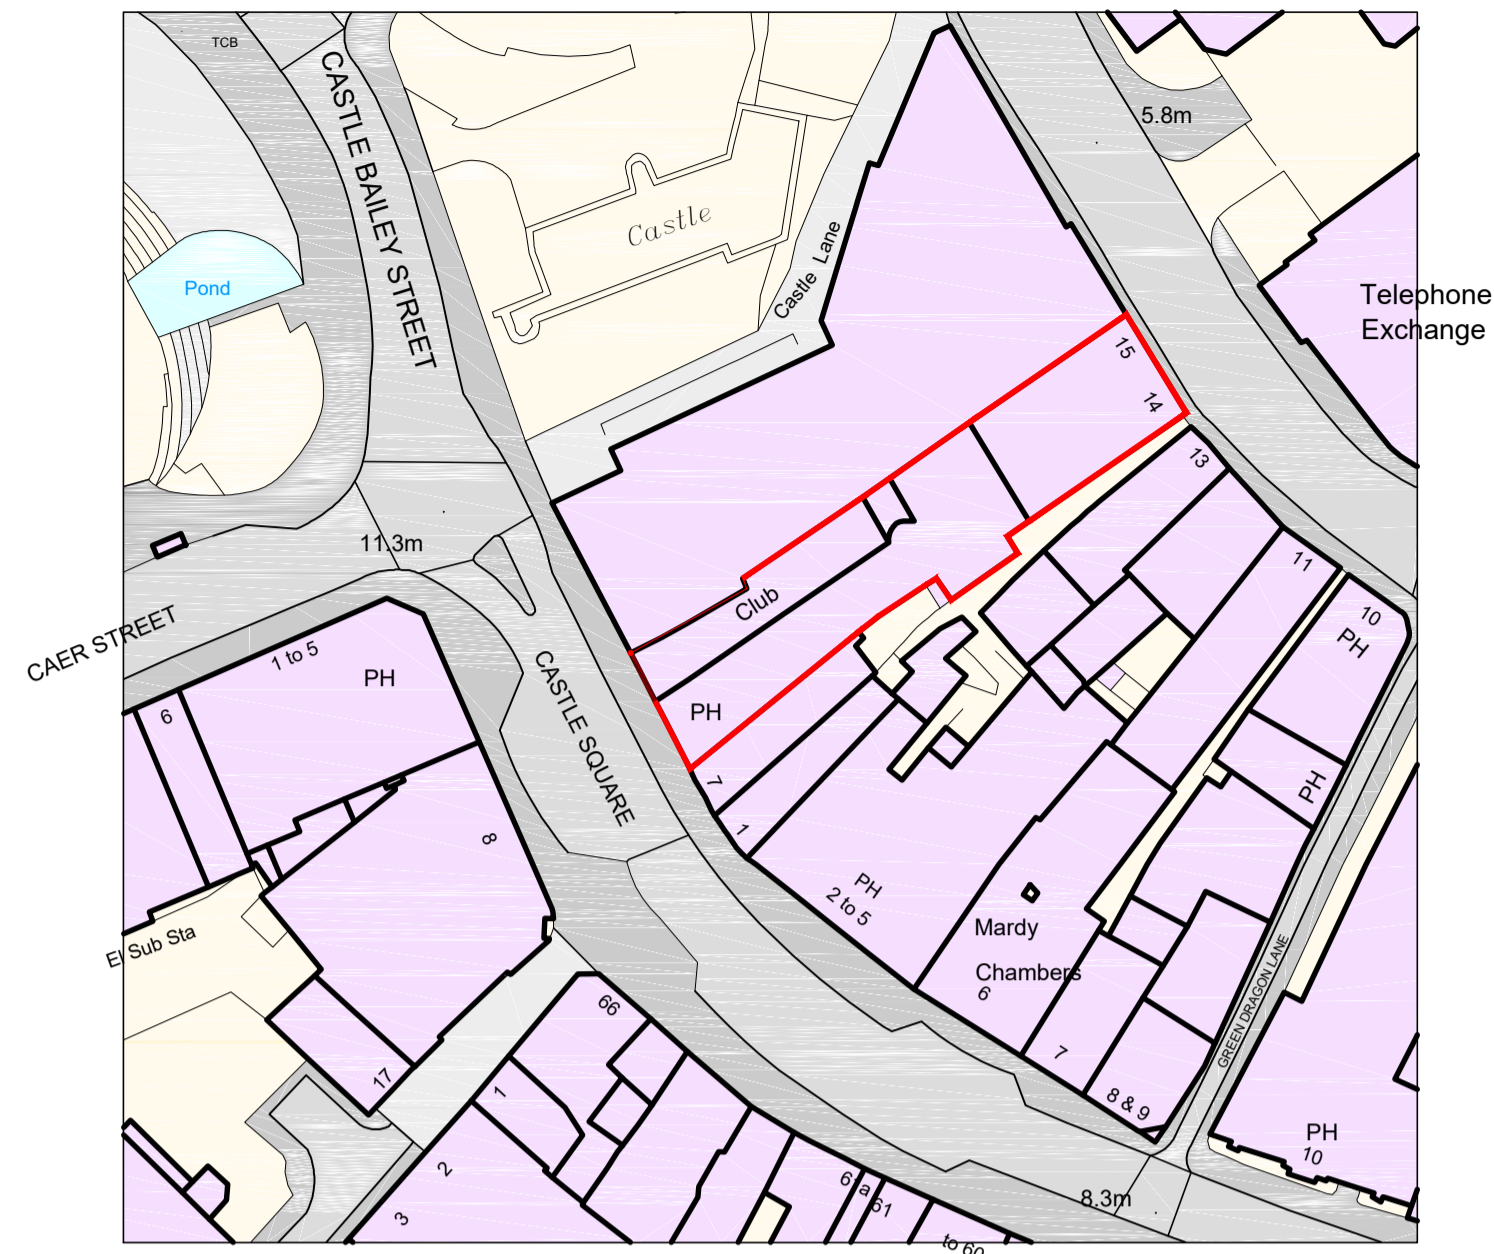 TCB
CASTLE BAILEY STREET
5.8m
Castle
Castle Lane
Pond
Telephone
Exchange
15
14
13
11
10
PH
11.3m
Club
CAER STREET
1 to 5
PH
CASTLE SQUARE
6
PH
7
1
8
PH
PH
2 to 5
Mardy
Chambers
6
El Sub Sta
66
GREEN DRAGON LANE
7
8 & 9
17
1
2
3
PH
10
61a
61
to 60
8.3m